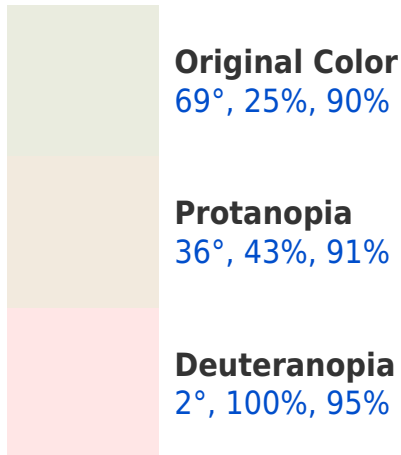 Original Color
69°, 25%, 90%
Protanopia
36°, 43%, 91%
Deuteranopia
2°, 100%, 95%